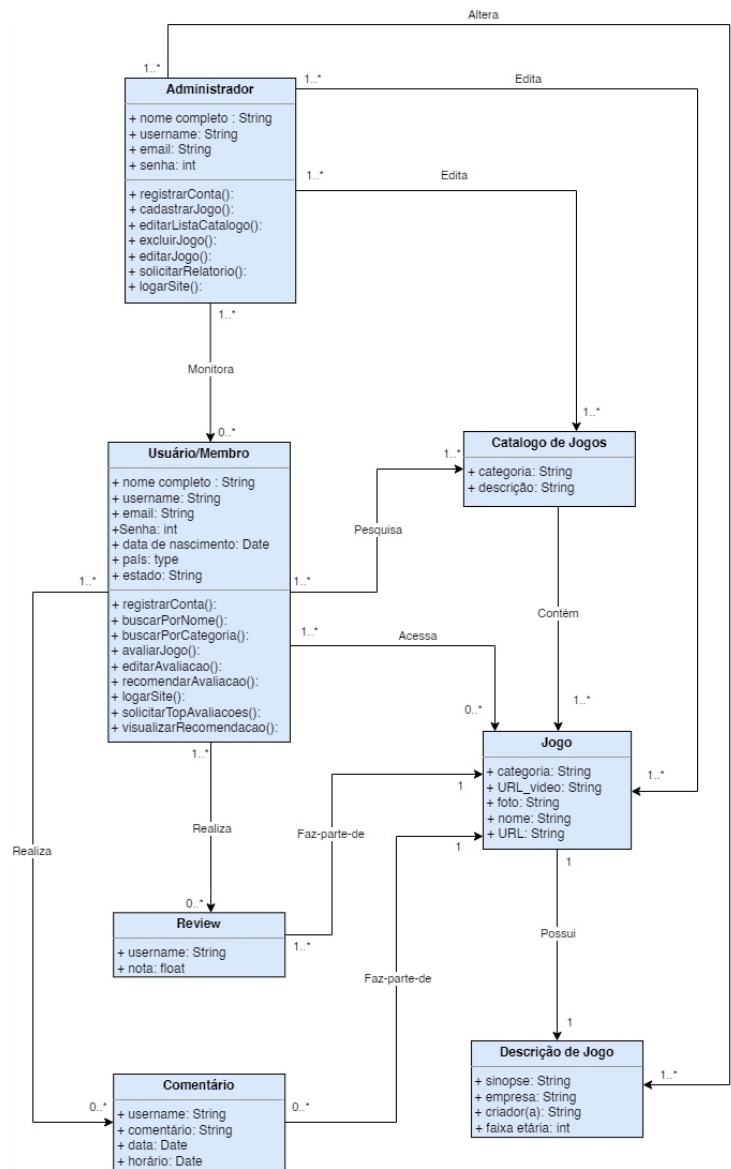 Altera
1..*
Administrador
+ nome completo : String
+ username: String
+ email: String
+ senha: int
+ registrarConta():
+ cadastrarJogo():
+ editarListaCatalogo():
+ excluirJogo():
+ editarJogo():
+ solicitarRelatorio():
+ logarSite():
1..*
Edita
1..*
Edita
1..*
Monitora
0..*
1..*
Catalogo de Jogos
+ categoria: String
+ descrição: String
Usuário/Membro
+ nome completo : String
+ username: String
+ email: String
+Senha: int
+ data de nascimento: Date
+ país: type
+ estado: String
+ registrarConta():
+ buscarPorNome():
+ buscarPorCategoria():
+ avaliarJogo():
+ editarAvaliacao():
+ recomendarAvaliacao():
+ logarSite():
+ solicitarTopAvaliacoes():
+ visualizarRecomendacao():
1..*
Pesquisa
1..*
1..*
Contém
1..*
1..*
Acessa
0..*
Jogo
+ categoria: String
+ URL_video: String
+ foto: String
+ nome: String
+ URL: String
1..*
1..*
Realiza
0..*
Realiza
Faz-parte-de
1
1
1
Possui
1
Review
+ username: String
+ nota: float
1..*
Faz-parte-de
Descrição de Jogo
+ sinopse: String
+ empresa: String
+ criador(a): String
+ faixa etária: int
1..*
Comentário
+ username: String
+ comentário: String
+ data: Date
+ horário: Date
0..*
0..*